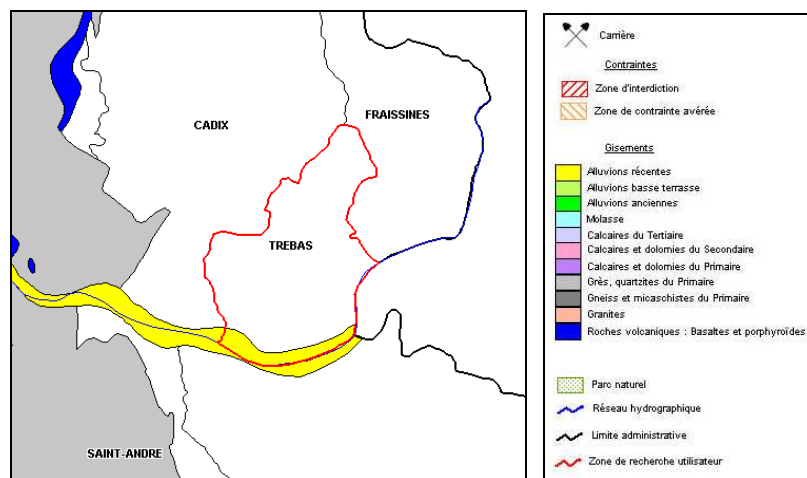 CADIX
FRAISSINES
TREBAS
SAINT-ANDRE
Carrière
Contraintes
Zone d'interdiction
Zone de contrainte avérée
Gisements
Alluvions récentes
Alluvions basse terrasse
Alluvions anciennes
Molasse
Calcaires du Tertiaire
Calcaires et dolomies du Secondaire
Calcaires et dolomies du Primaire
Grès, quartzites du Primaire
Gneiss et micaschistes du Primaire
Granites
Roches volcaniques : Basaltes et porphyroïdes
Parc naturel
Réseau hydrographique
Limite administrative
Zone de recherche utilisateur